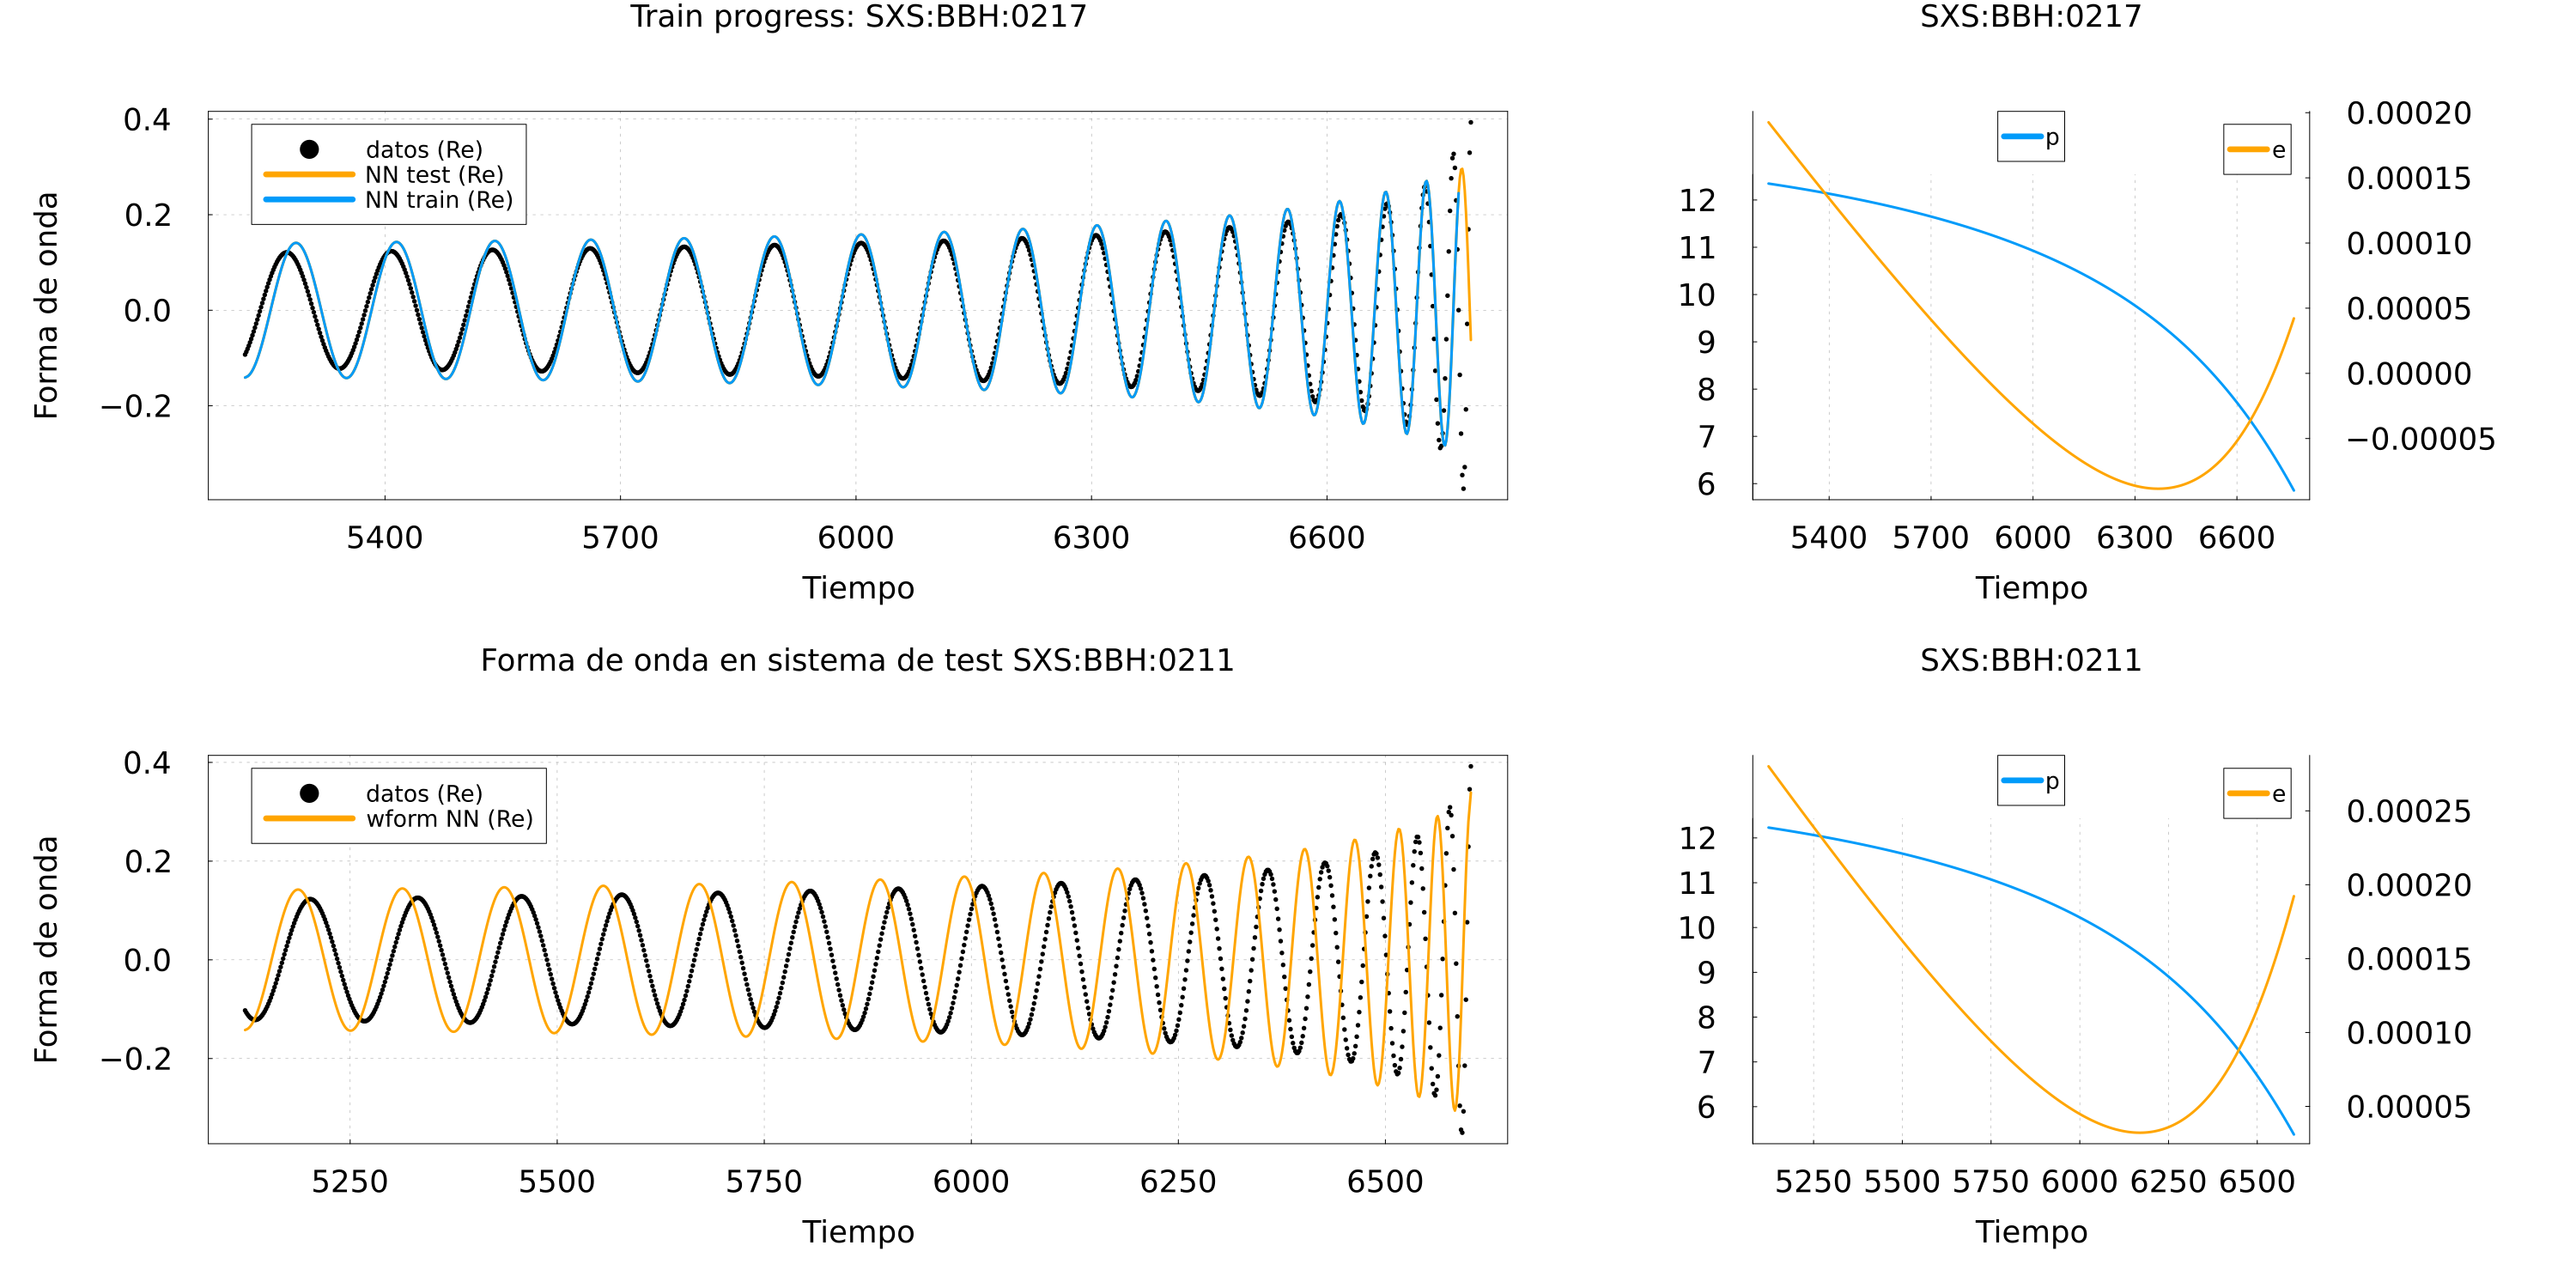 Train progress: SXS:BBH:0217
0.4
0.2
0.0
−0.2
Forma de onda
datos (Re)
NN test (Re)
NN train (Re)
5400 5700 6000 6300 6600
Tiempo
SXS:BBH:0217
p
e
12
11
10
9
8
7
6
0.00020
0.00015
0.00010
0.00005
0.00000
−0.00005
5400 5700 6000 6300 6600
Tiempo
Forma de onda en sistema de test SXS:BBH:0211
0.4
0.2
0.0
−0.2
Forma de onda
datos (Re)
wform NN (Re)
5250 5500 5750 6000 6250 6500
Tiempo
SXS:BBH:0211
p
e
12
11
10
9
8
7
6
0.00025
0.00020
0.00015
0.00010
0.00005
5250 5500 5750 6000 6250 6500
Tiempo